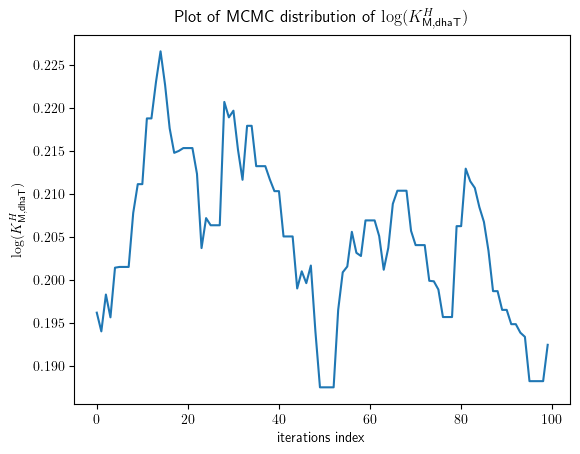 Plot of MCMC distribution of log(K^H_{M,dhaT})
log(K^H_{M,dhaT})
0.225
0.220
0.215
0.210
0.205
0.200
0.195
0.190
0 20 40 60 80 100
iterations index